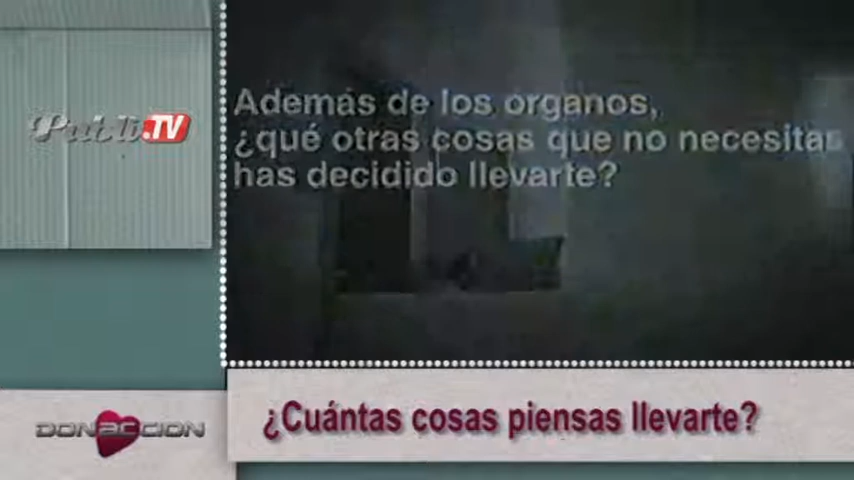 Además de los órganos,
¿qué otras cosas que no necesitas
has decidido llevarte?
Publi.TV
¿Cuántas cosas piensas llevarte?
DONACCION